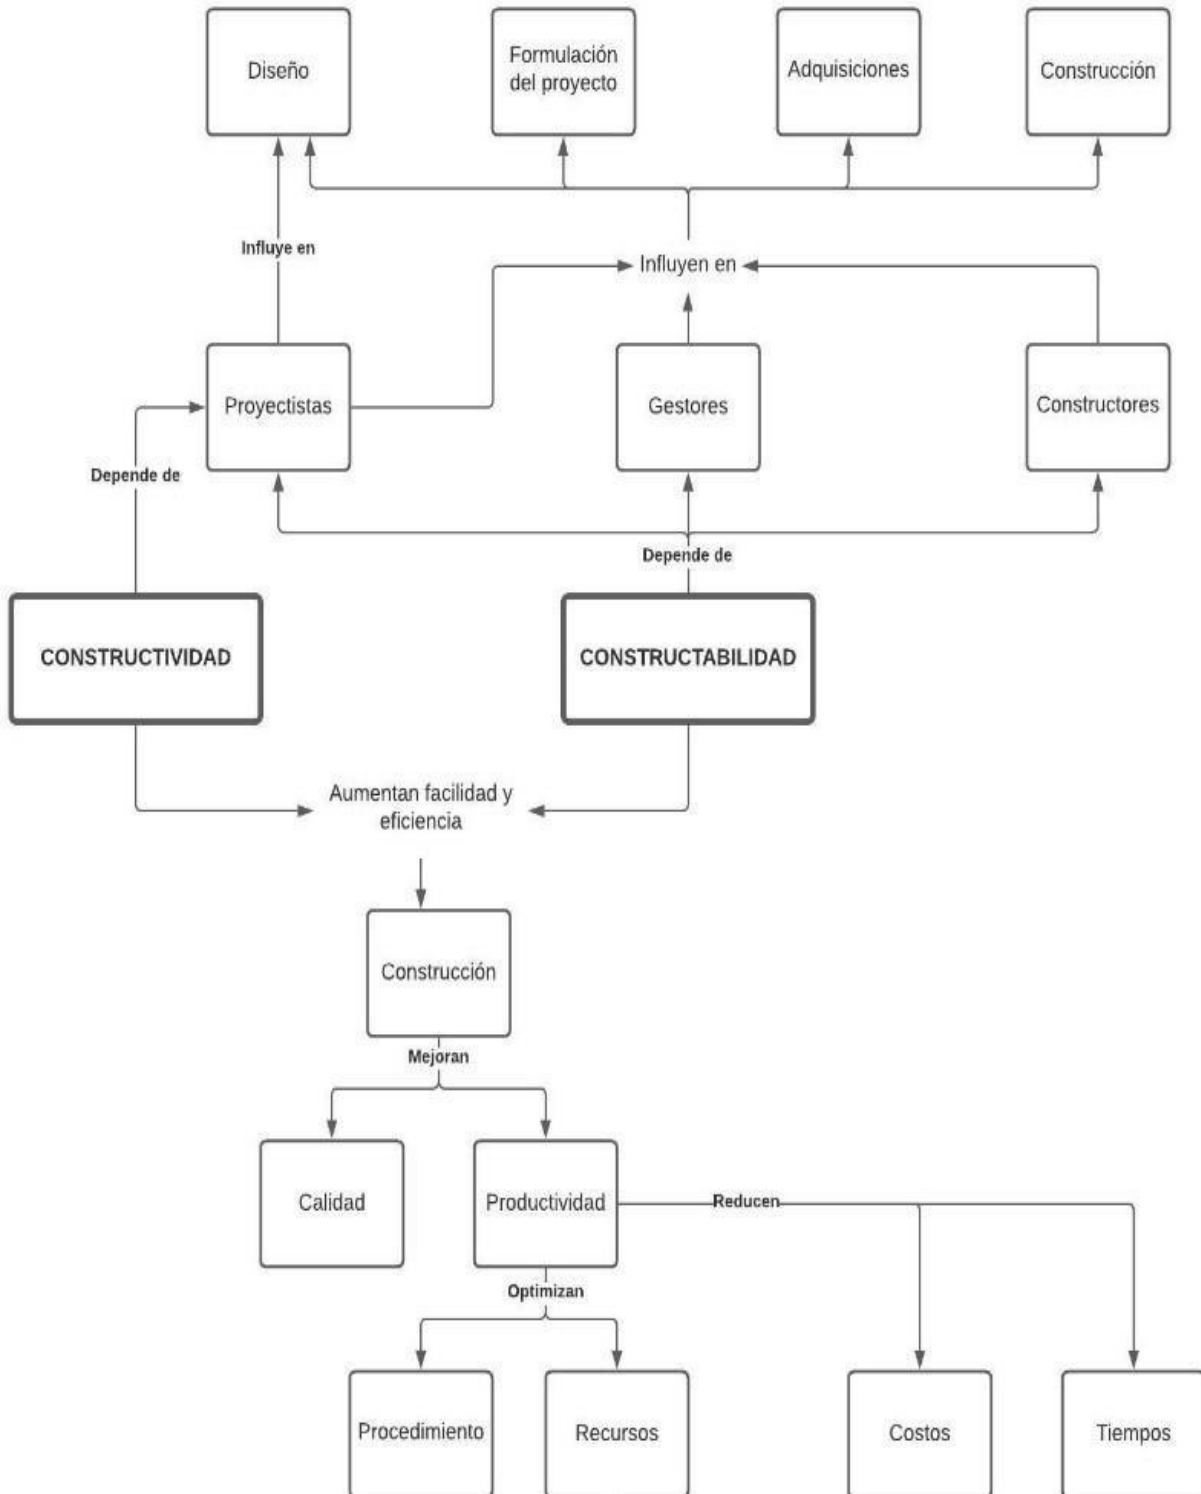 Diseño
Formulación
del proyecto
Adquisiciones
Construcción
Influye en
Influyen en
Proyectistas
Gestores
Constructores
Depende de
Depende de
CONSTRUCTIVIDAD
CONSTRUCTABILIDAD
Aumentan facilidad y
eficiencia
Construcción
Mejoran
Calidad
Productividad
Reducen
Optimizan
Procedimiento
Recursos
Costos
Tiempos